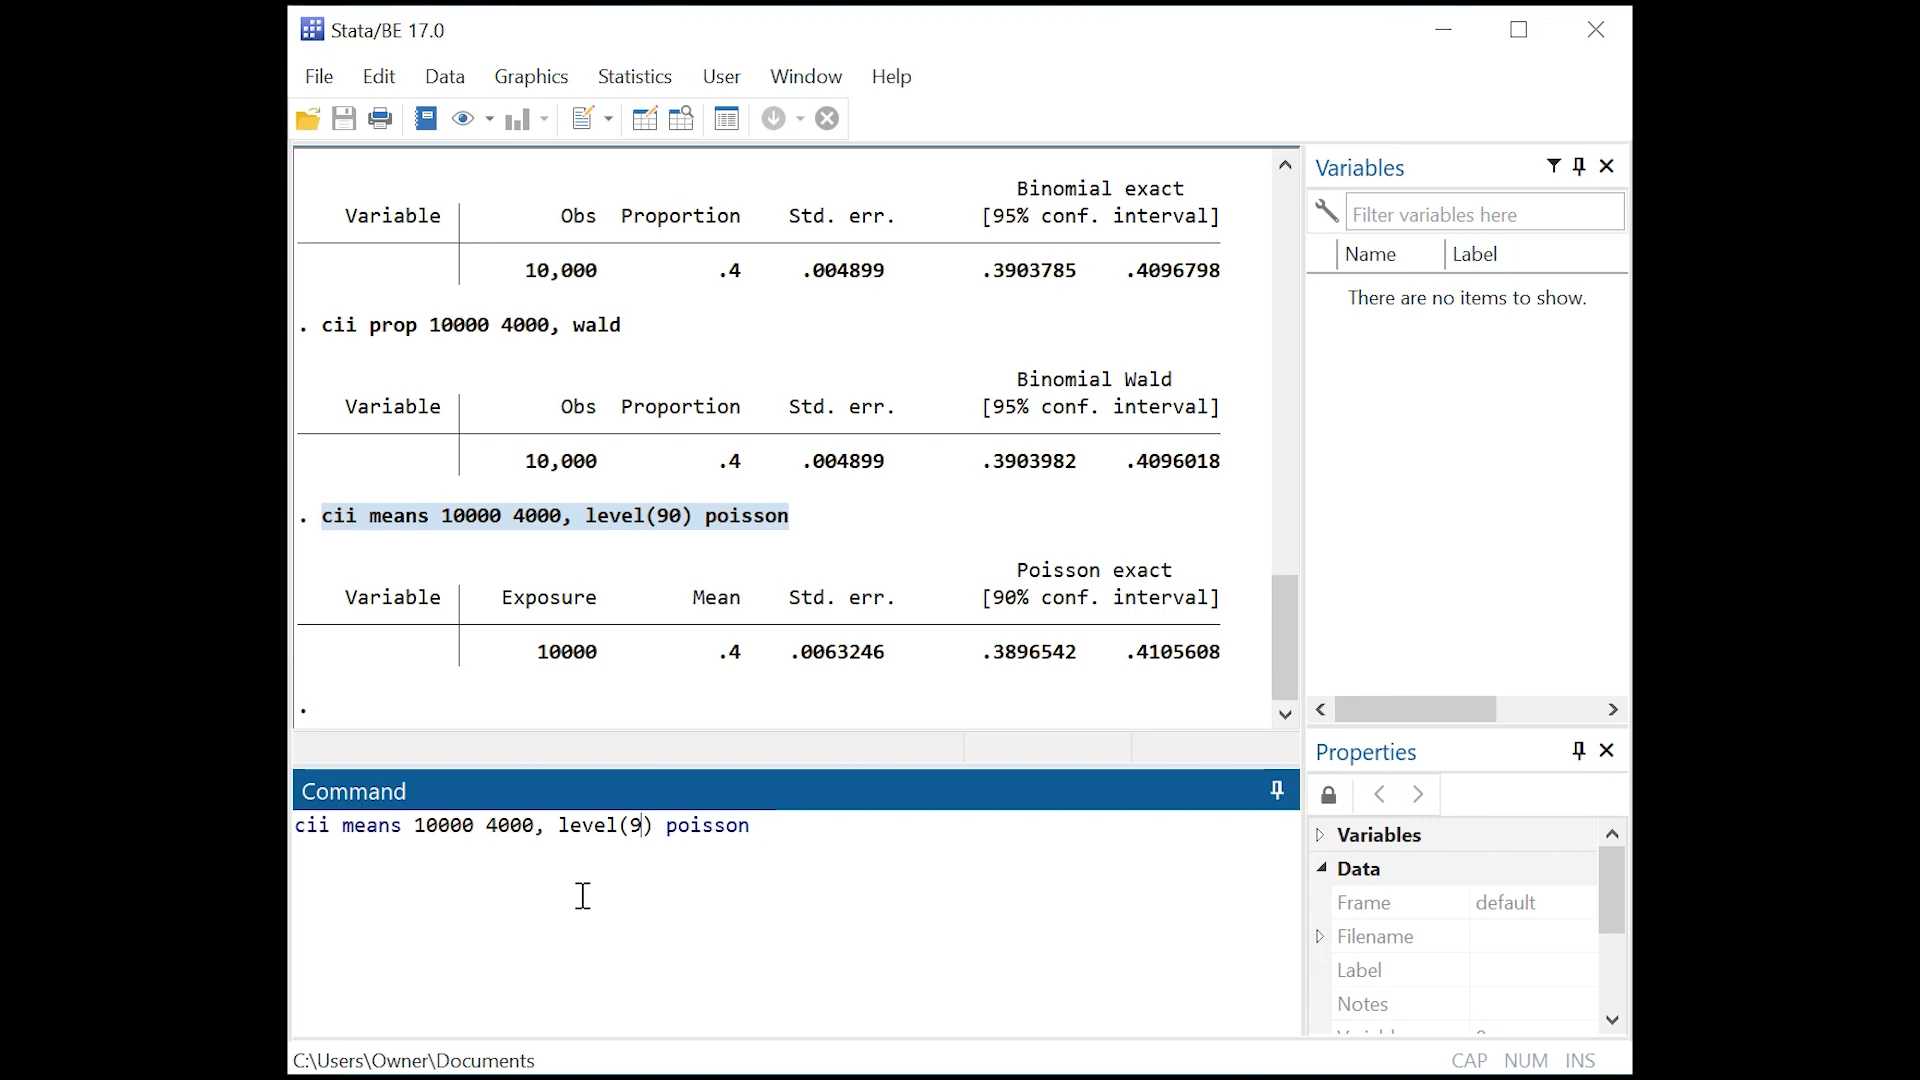 Stata/BE 17.0
File Edit Data Graphics Statistics User Window Help
Binomial exact
Variable Obs Proportion Std. err. [95% conf. interval]
10,000 .4 .004899 .3903785 .4096798
. cii prop 10000 4000, wald
Binomial Wald
Variable Obs Proportion Std. err. [95% conf. interval]
10,000 .4 .004899 .3903982 .4096018
. cii means 10000 4000, level(90) poisson
Poisson exact
Variable Exposure Mean Std. err. [90% conf. interval]
10000 .4 .0063246 .3896542 .4105608
.
Command
cii means 10000 4000, level(9) poisson
Variables
Filter variables here
Name Label
There are no items to show.
Properties
Variables
Data
Frame default
Filename
Label
Notes
C:\Users\Owner\Documents
CAP NUM INS